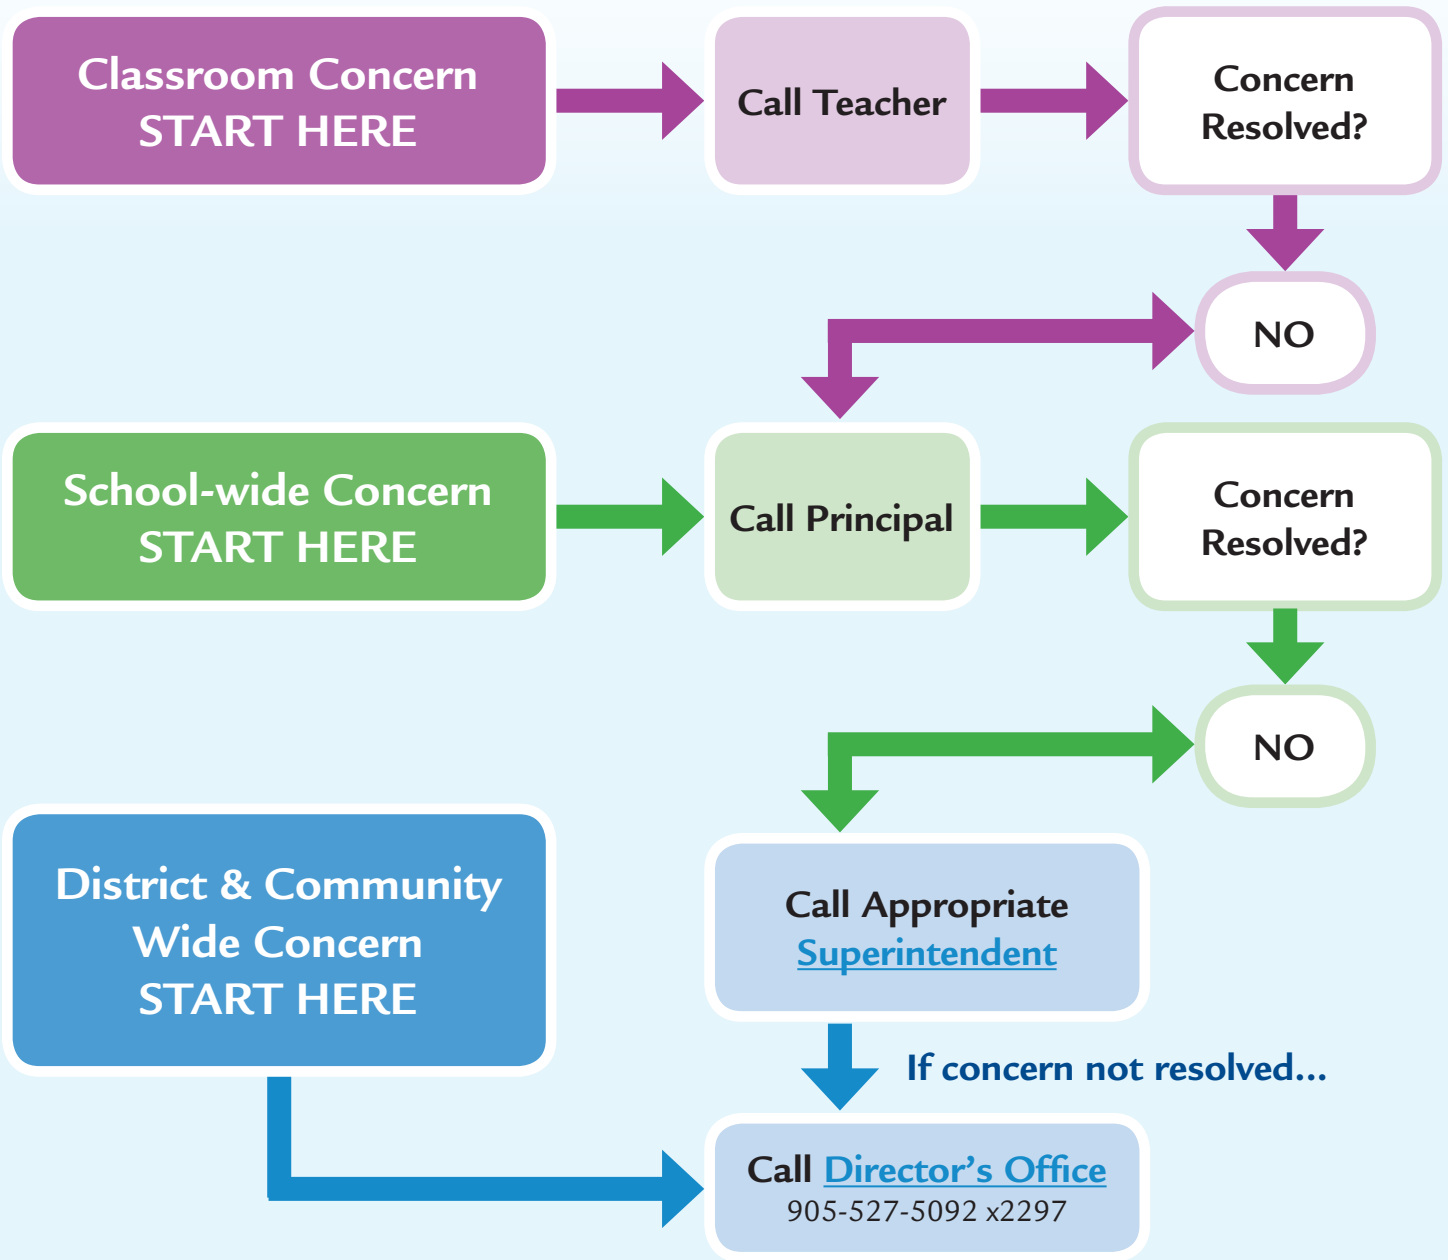 Classroom Concern
START HERE
Call Teacher
Concern
Resolved?
NO
School-wide Concern
START HERE
Call Principal
Concern
Resolved?
NO
District & Community
Wide Concern
START HERE
Call Appropriate
Superintendent
If concern not resolved...
Call Director’s Office
905-527-5092 x2297